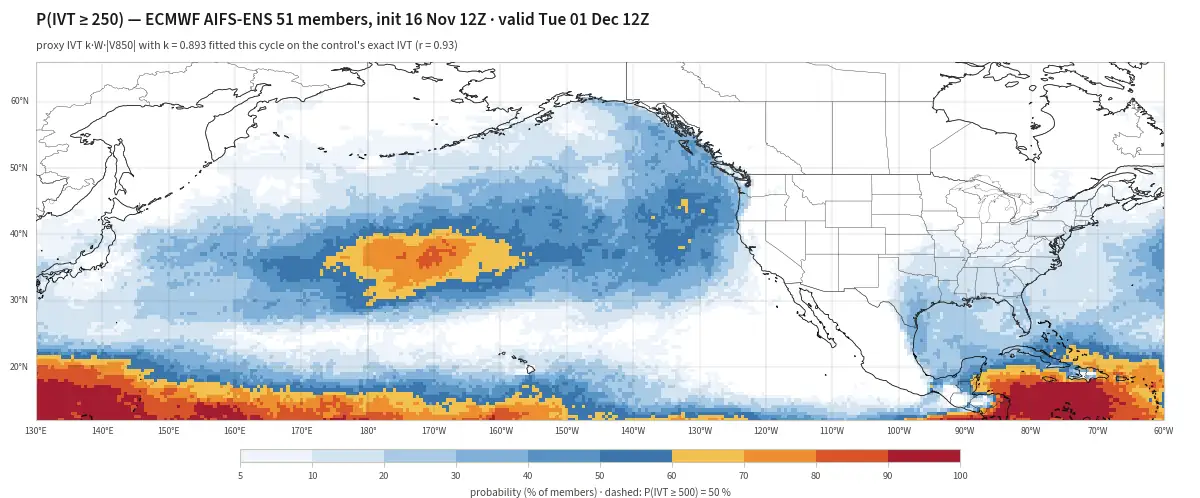 P(IVT ≥ 250) — ECMWF AIFS-ENS 51 members, init 16 Nov 12Z · valid Tue 01 Dec 12Z
proxy IVT k·W·|V850| with k = 0.893 fitted this cycle on the control's exact IVT (r = 0.93)
60°N
50°N
40°N
30°N
20°N
130°E 140°E 150°E 160°E 170°E 180° 170°W 160°W 150°W 140°W 130°W 120°W 110°W 100°W 90°W 80°W 70°W 60°W
5 10 20 30 40 50 60 70 80 90 100
probability (% of members) · dashed: P(IVT ≥ 500) = 50 %